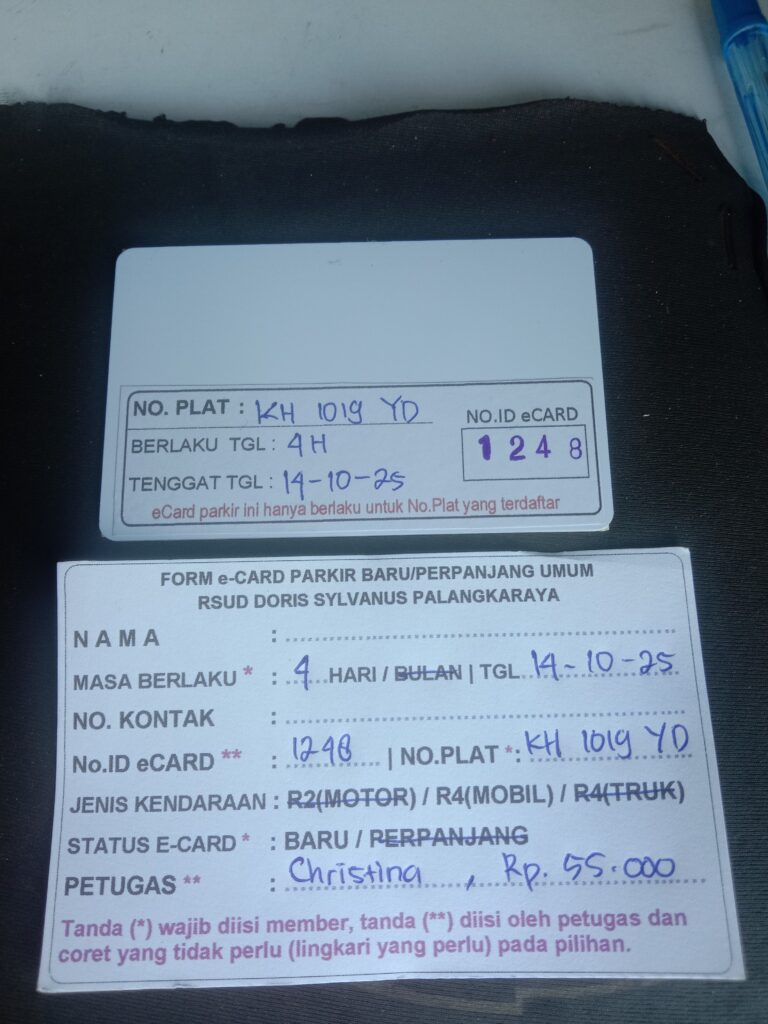 NO. PLAT : KH 1019 YD
NO.ID eCARD
1248
BERLAKU TGL : 4 H
TENGGAT TGL : 14-10-25
eCard parkir ini hanya berlaku untuk No.Plat yang terdaftar
FORM e-CARD PARKIR BARU/PERPANJANG UMUM
RSUD DORIS SYLVANUS PALANGKARAYA
NAMA :
MASA BERLAKU * : 4 HARI / BULAN | TGL 14-10-25
NO. KONTAK :
No.ID eCARD ** : 1248 | NO.PLAT *: KH 1019 YD
JENIS KENDARAAN : R2(MOTOR) / R4(MOBIL) / R4(TRUK)
STATUS E-CARD * : BARU / PERPANJANG
PETUGAS ** : Christina , Rp. 55.000
Tanda (*) wajib diisi member, tanda (**) diisi oleh petugas dan
coret yang tidak perlu (lingkari yang perlu) pada pilihan.